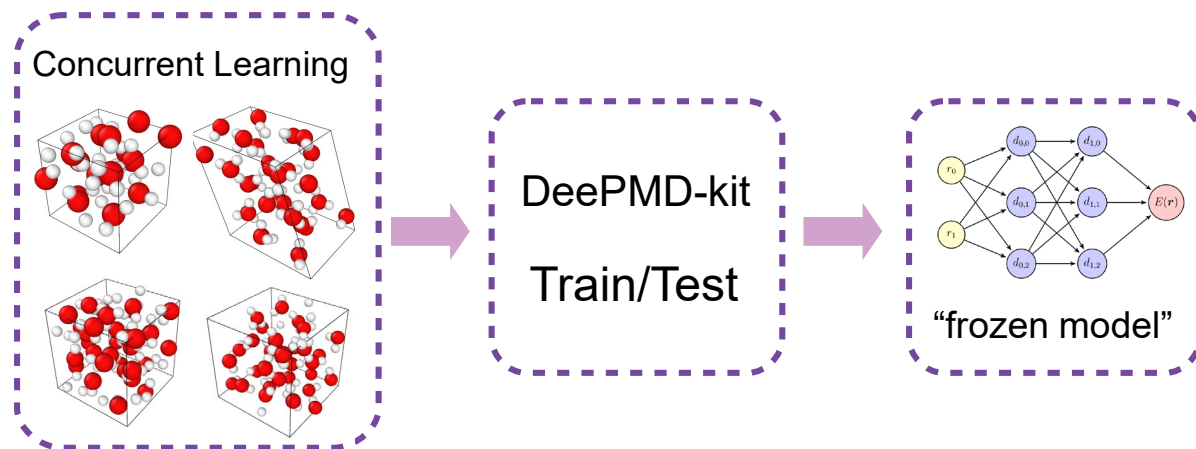 Concurrent Learning
DeePMD-kit
Train/Test
r₀
r₁
d₀,₀
d₀,₁
d₀,₂
d₁,₀
d₁,₁
d₁,₂
E(r)
“frozen model”